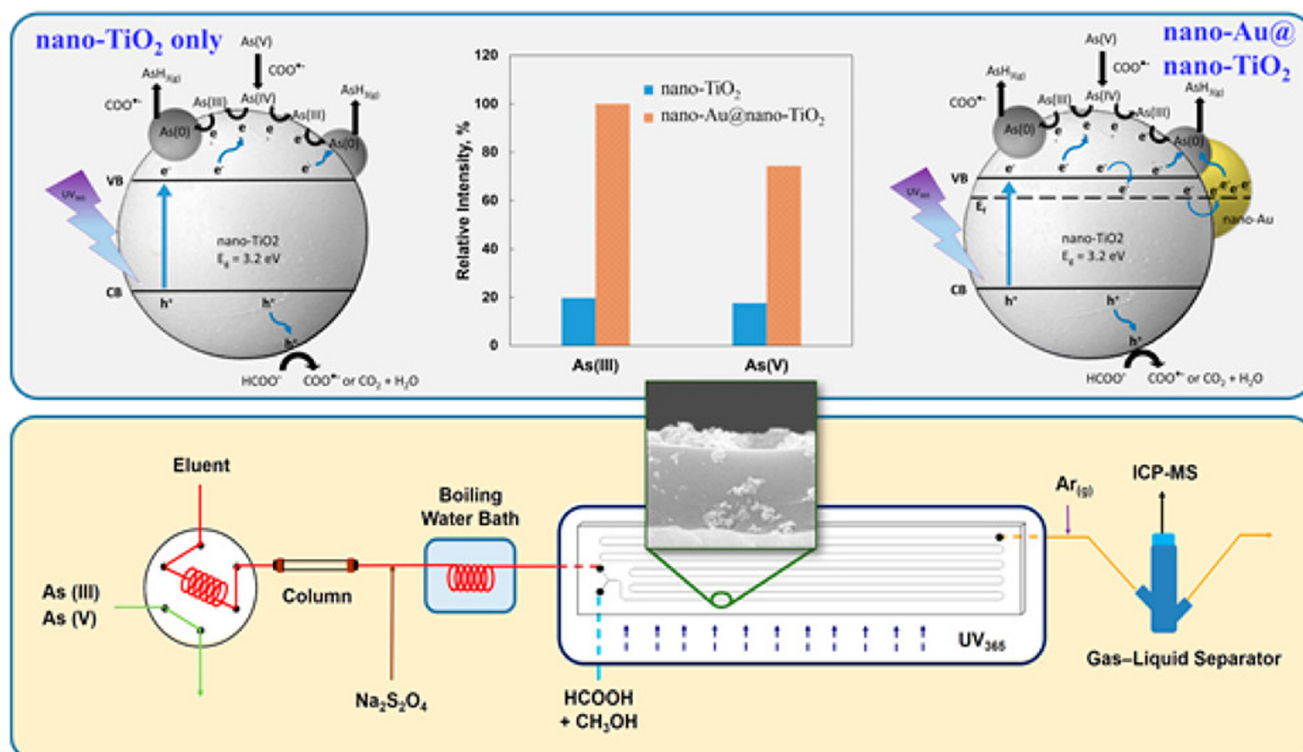 nano-TiO₂ only
As(V)
COO•-
AsH3(g)
COO•-
As(III)
As(IV)
As(III)
AsH3(g)
As(0)
e
e
e
e
As(0)
e-
e-
e-
VB
UV365
nano-TiO2
Eg = 3.2 eV
CB
h+
h+
h+
HCOO-
COO•- or CO₂ + H₂O
Relative Intensity, %
120
100
80
60
40
20
0
nano-TiO₂
nano-Au@nano-TiO₂
As(III)
As(V)
nano-Au@
nano-TiO₂
As(V)
COO•-
AsH3(g)
COO•-
As(III)
As(IV)
As(III)
AsH3(g)
As(0)
e
e
e
e
As(0)
e-
e-
e-
e-
VB
e-
e-
e- e- e- e-
Ef
nano-Au
UV365
nano-TiO2
Eg = 3.2 eV
CB
h+
h+
h+
HCOO-
COO•- or CO₂ + H₂O
Eluent
As (III)
As (V)
Column
Na₂S₂O₄
Boiling
Water Bath
HCOOH
+ CH₃OH
UV₃₆₅
Ar(g)
ICP-MS
Gas–Liquid Separator